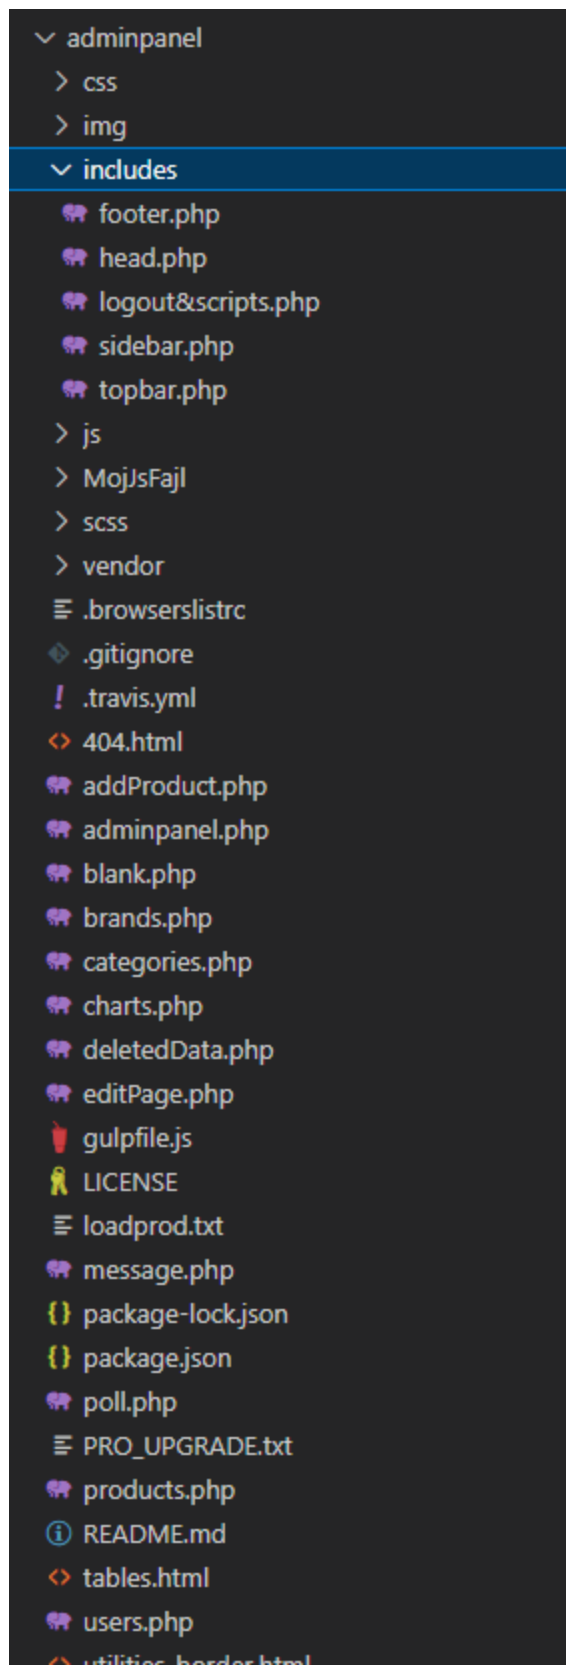 adminpanel
css
img
includes
footer.php
head.php
logout&scripts.php
sidebar.php
topbar.php
js
MojJsFajl
scss
vendor
.browserslistrc
.gitignore
.travis.yml
404.html
addProduct.php
adminpanel.php
blank.php
brands.php
categories.php
charts.php
deletedData.php
editPage.php
gulpfile.js
LICENSE
loadprod.txt
message.php
package-lock.json
package.json
poll.php
PRO_UPGRADE.txt
products.php
README.md
tables.html
users.php
utilities-border.html